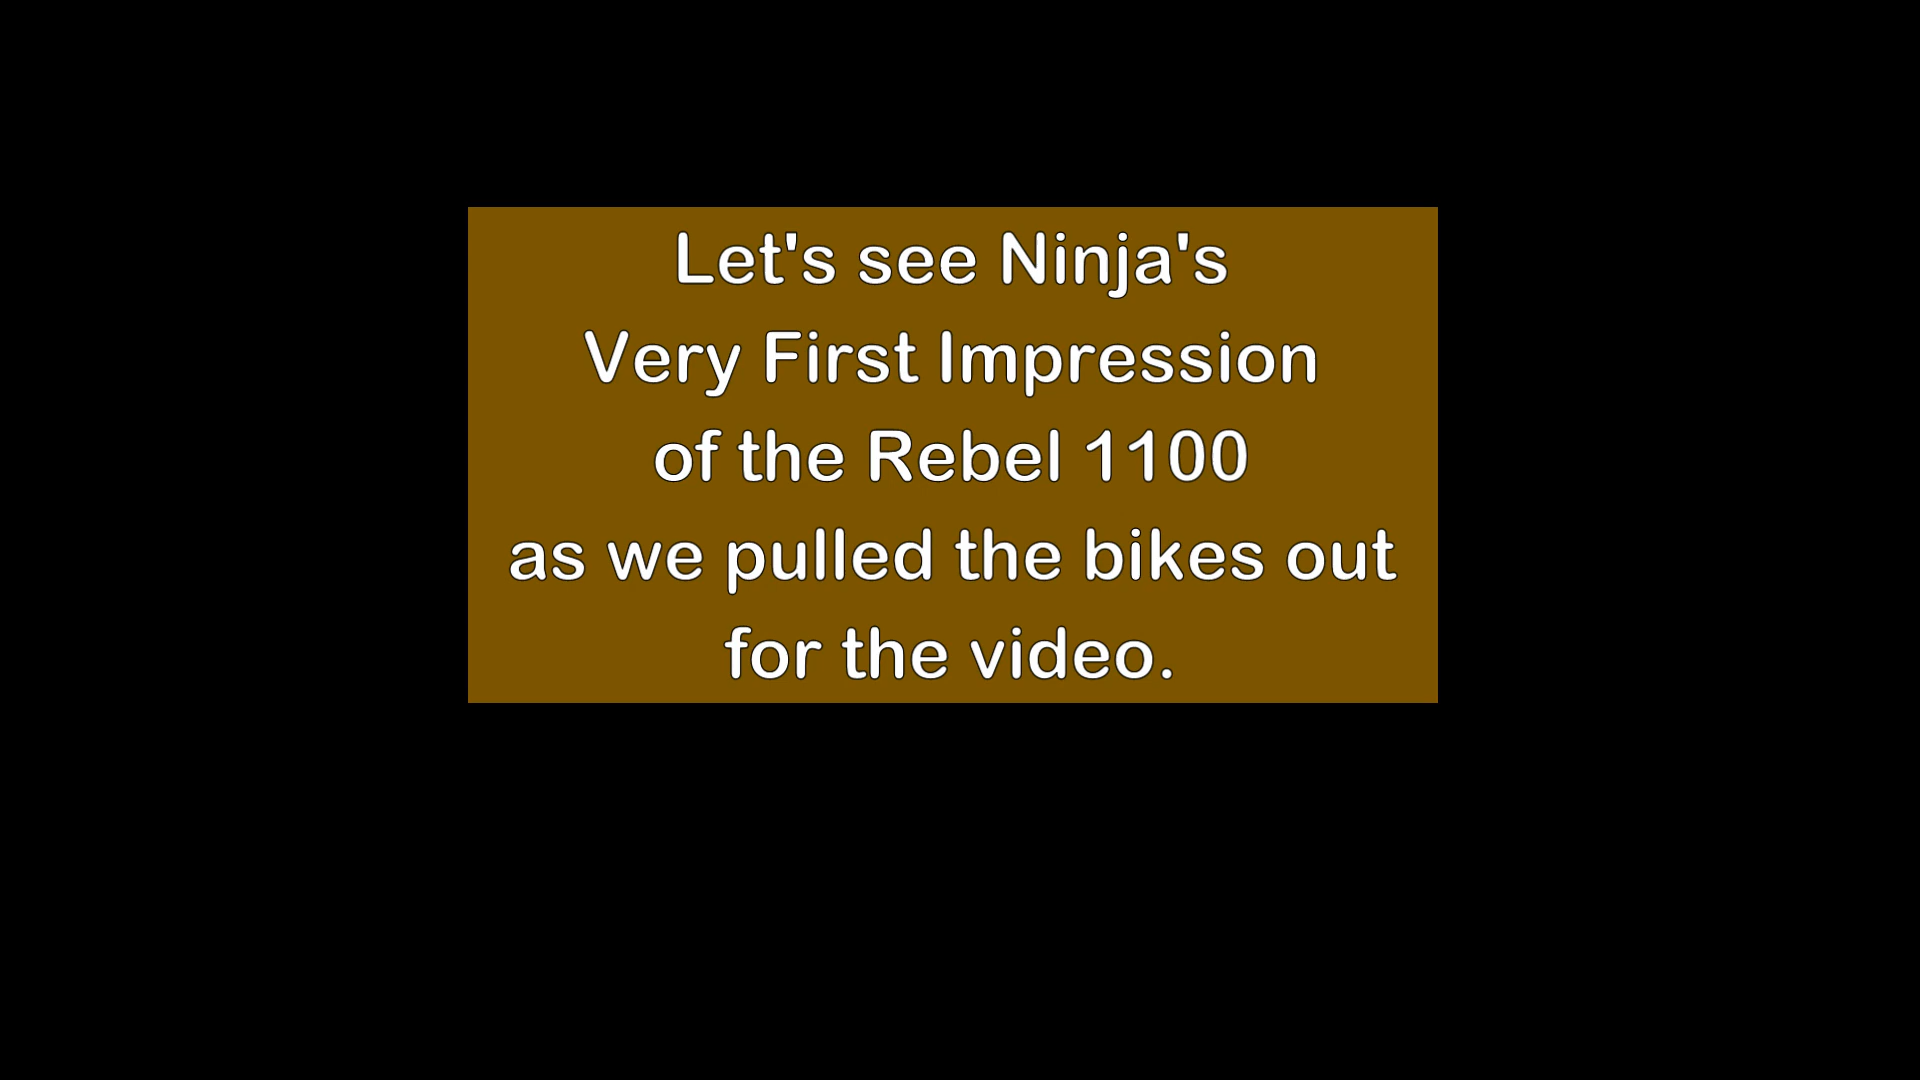 Let's see Ninja's
Very First Impression
of the Rebel 1100
as we pulled the bikes out
for the video.